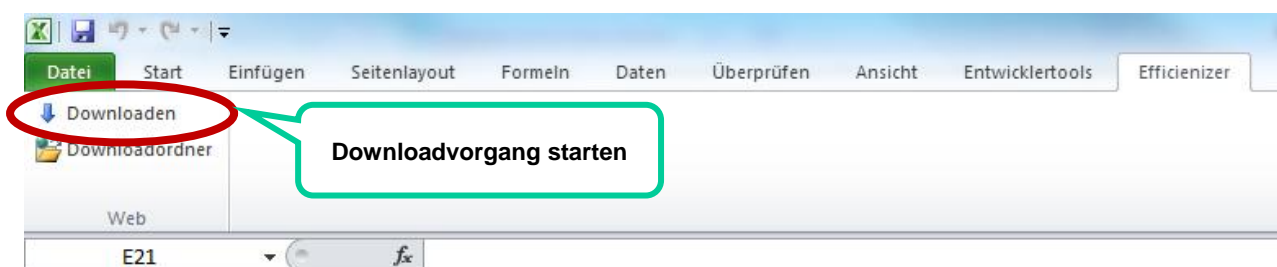 Datei Start Einfügen Seitenlayout Formeln Daten Überprüfen Ansicht Entwicklertools Efficienizer
Downloaden
Downloadordner
Downloadvorgang starten
Web
E21 fx